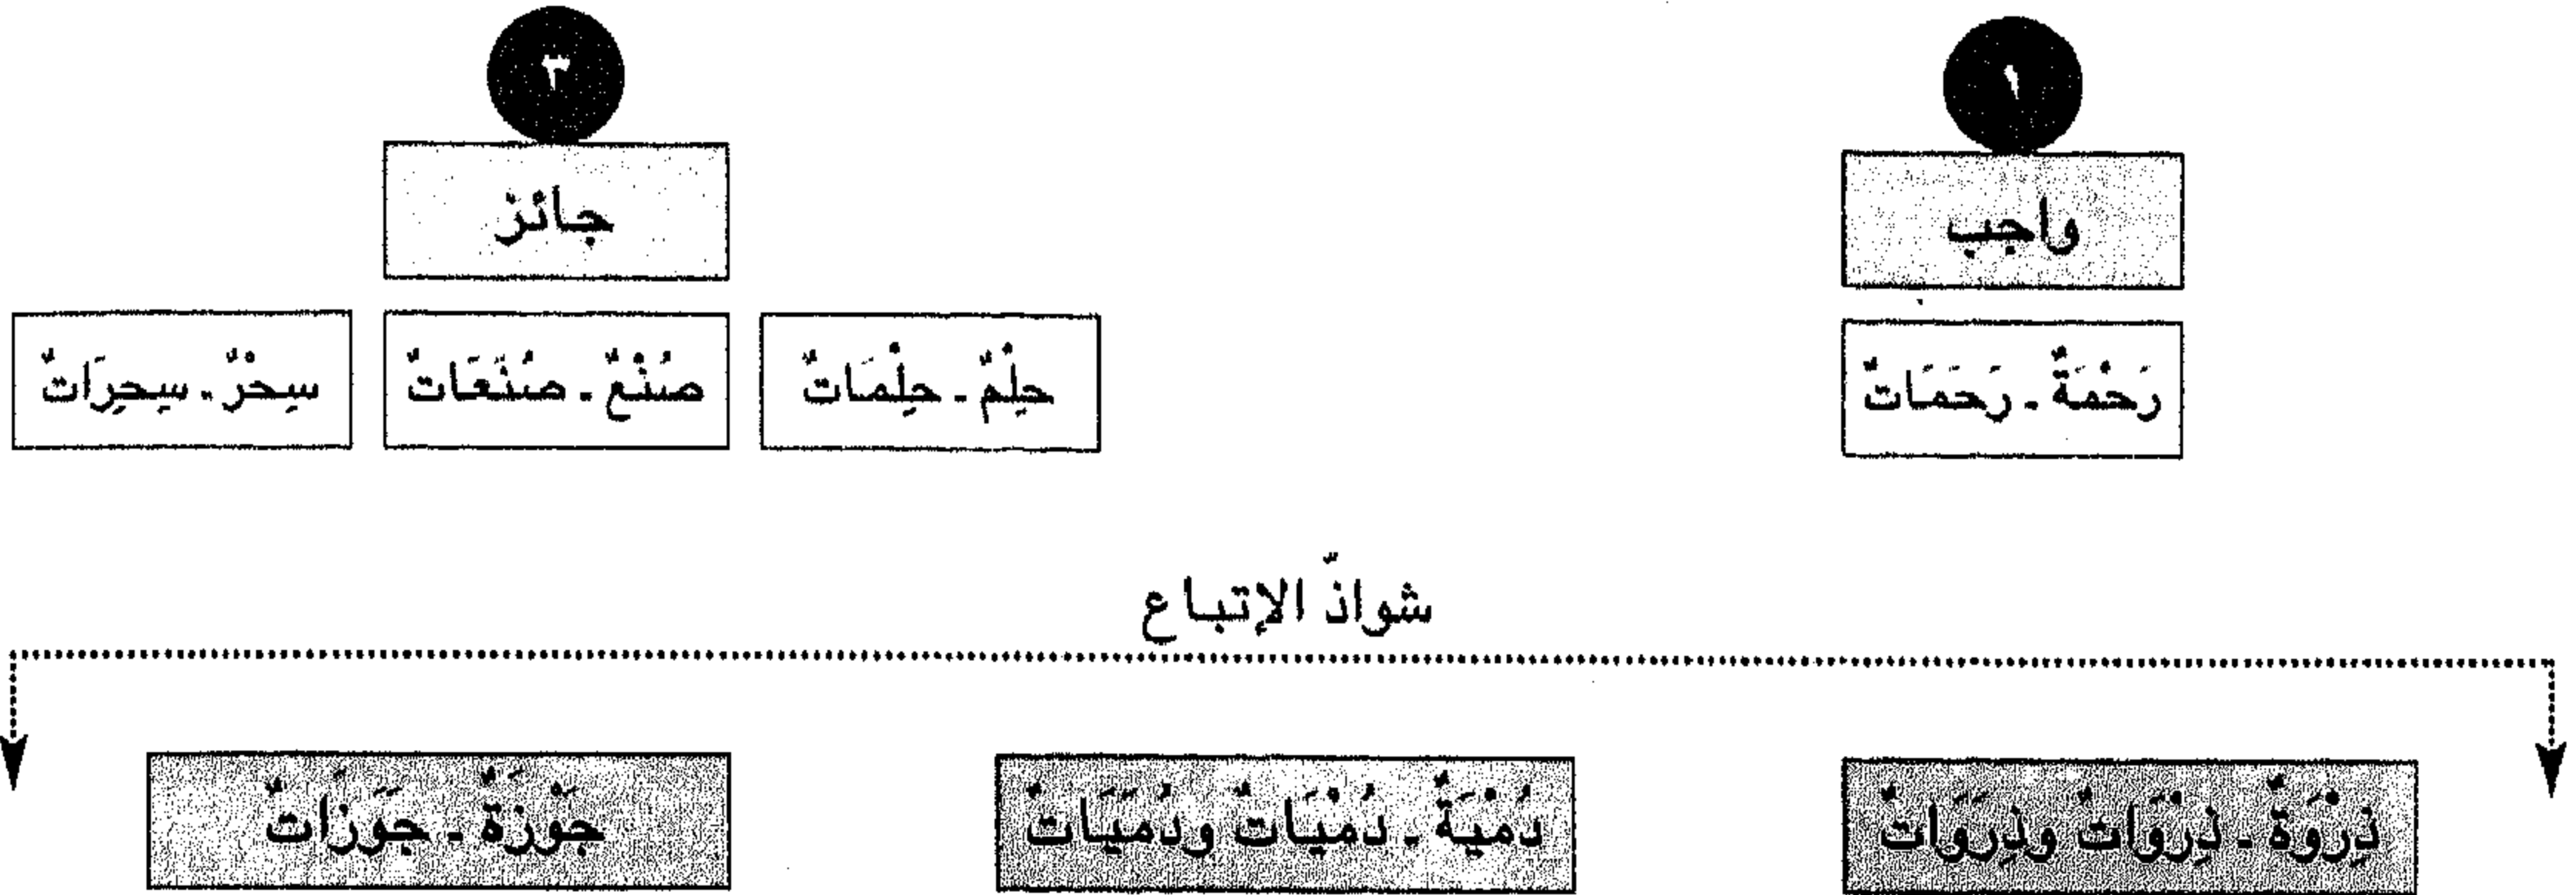 ١
٣
واجب
جائز
رَحْمَةٌ - رَحَمَاتٌ
حِلْمٌ - حِلْمَاتٌ
صُنْعٌ - صُنَعَاتٌ
سِحْرٌ - سِحِرَاتٌ
شواذّ الإتباع
ذِرْوَةٌ - ذِرْوَاتٌ وذِرَوَاتٌ
دُمْيَةٌ - دُمْيَاتٌ ودُمَيَاتٌ
جَوْزَةٌ - جَوَزَاتٌ